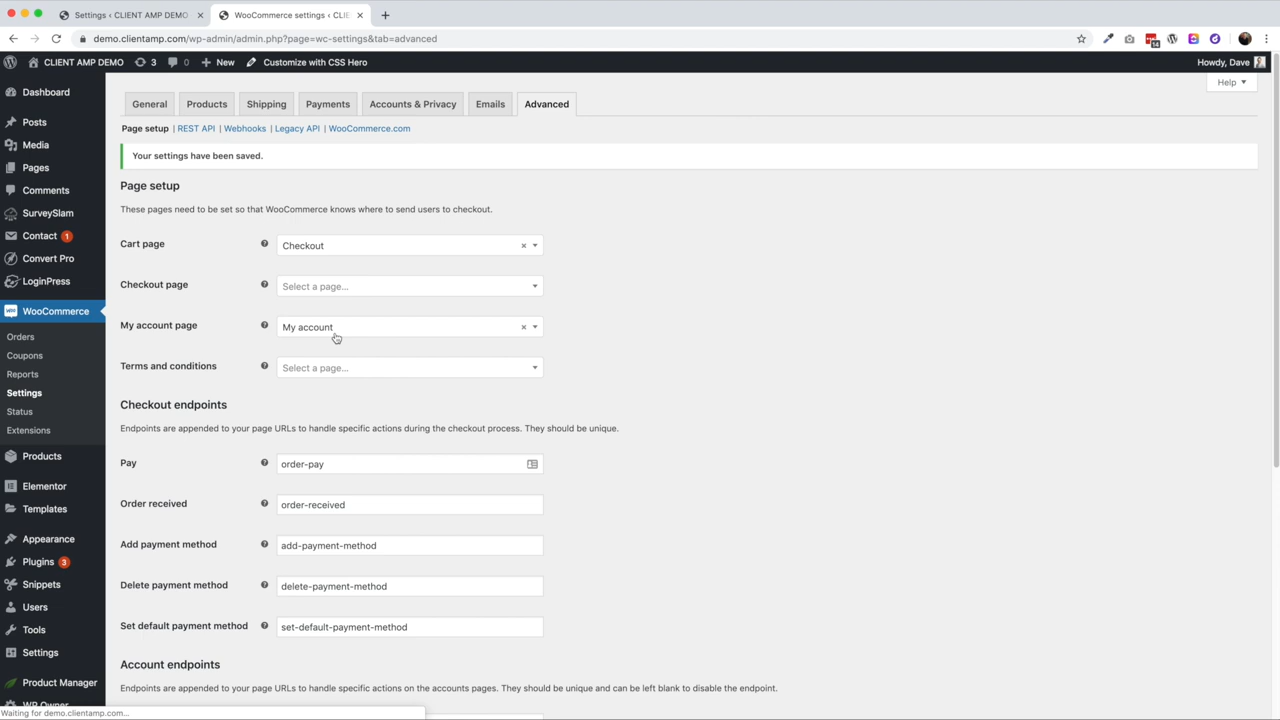 Settings ‹ CLIENT AMP DEMO
WooCommerce settings ‹ CLIE
demo.clientamp.com/wp-admin/admin.php?page=wc-settings&tab=advanced
14
CLIENT AMP DEMO 3 0 New Customize with CSS Hero Howdy, Dave
Help
Dashboard
Posts
Media
Pages
Comments
SurveySlam
Contact 1
Convert Pro
LoginPress
WooCommerce
Orders
Coupons
Reports
Settings
Status
Extensions
Products
Elementor
Templates
Appearance
Plugins 3
Snippets
Users
Tools
Settings
Product Manager
WP Owner
General Products Shipping Payments Accounts & Privacy Emails Advanced
Page setup | REST API | Webhooks | Legacy API | WooCommerce.com
Your settings have been saved.
Page setup
These pages need to be set so that WooCommerce knows where to send users to checkout.
Cart page Checkout
Checkout page Select a page...
My account page My account
Terms and conditions Select a page...
Checkout endpoints
Endpoints are appended to your page URLs to handle specific actions during the checkout process. They should be unique.
Pay order-pay
Order received order-received
Add payment method add-payment-method
Delete payment method delete-payment-method
Set default payment method set-default-payment-method
Account endpoints
Endpoints are appended to your page URLs to handle specific actions on the accounts pages. They should be unique and can be left blank to disable the endpoint.
Waiting for demo.clientamp.com...